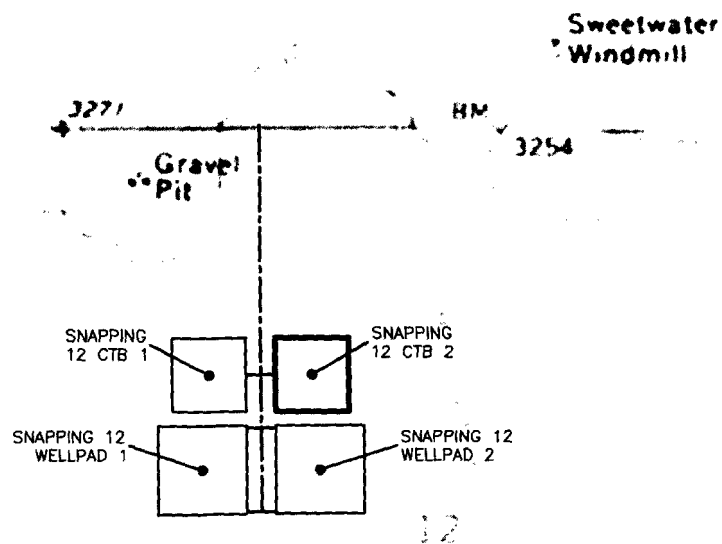 Sweetwater
Windmill
3271
BM
3254
Gravel
Pit
SNAPPING
12 CTB 1
SNAPPING
12 CTB 2
SNAPPING 12
WELLPAD 1
SNAPPING 12
WELLPAD 2
12